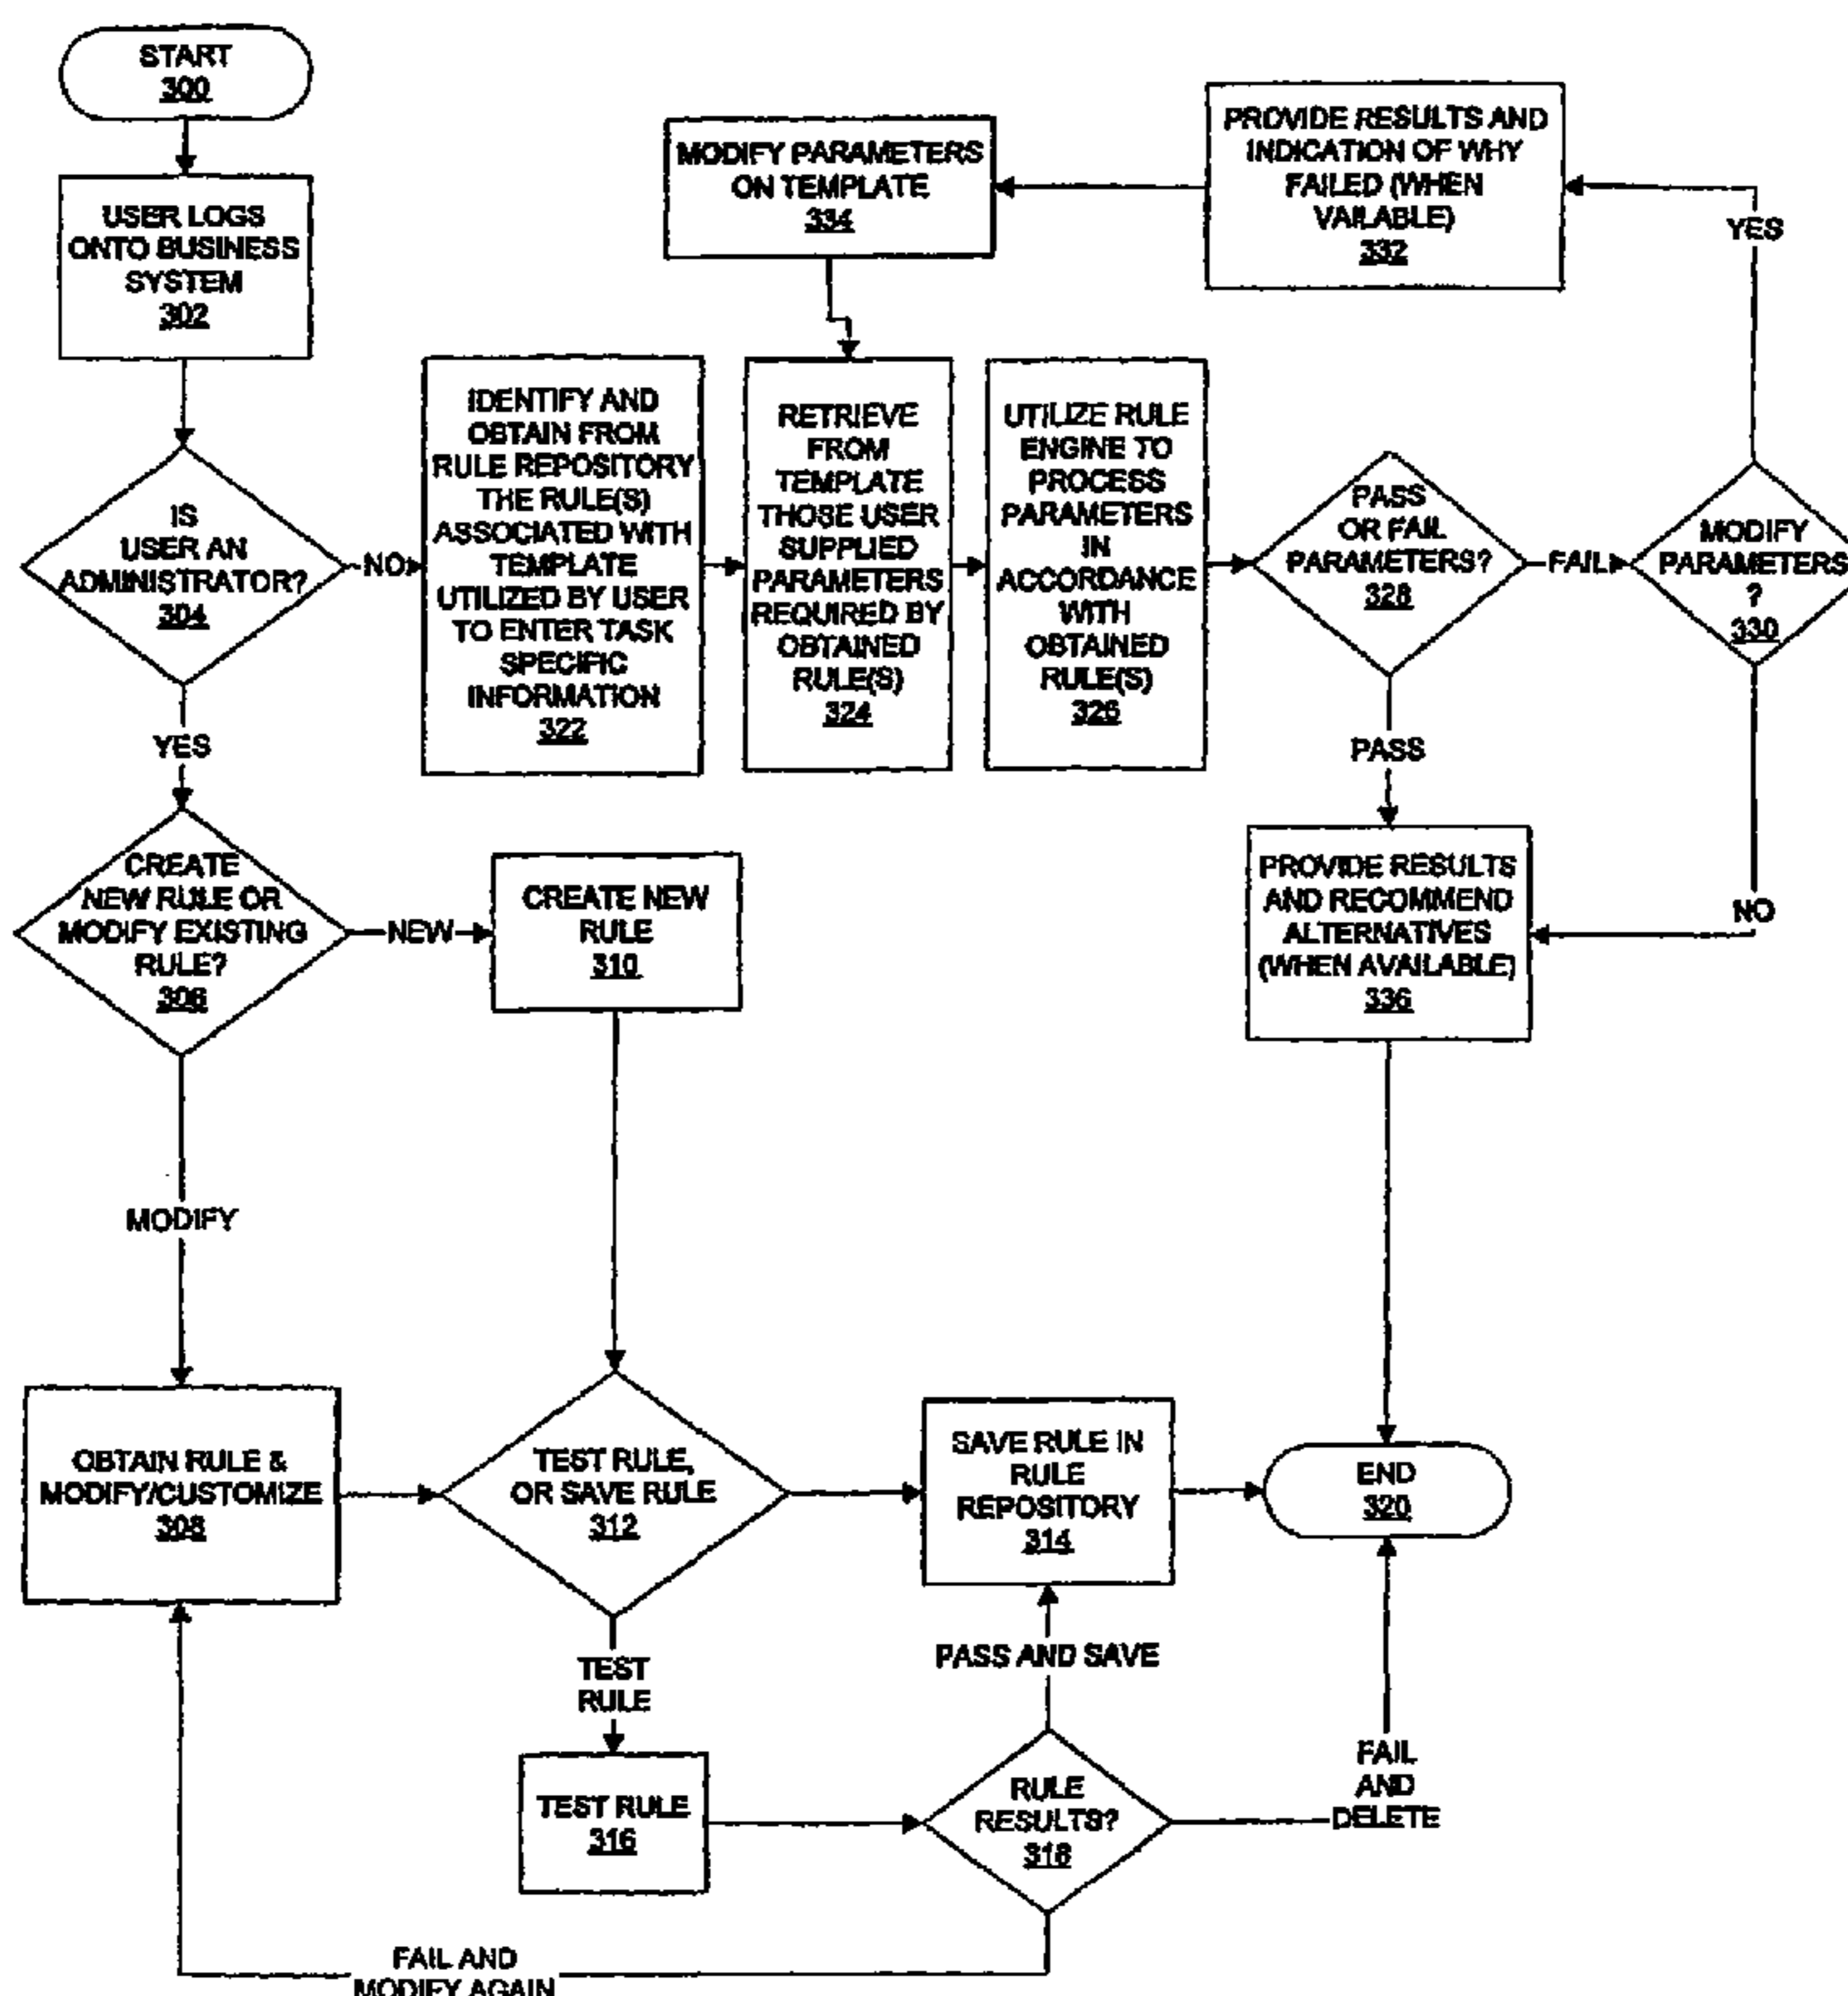 START
300
USER LOGS
ONTO BUSINESS
SYSTEM
302
IS
USER AN
ADMINISTRATOR?
304
NO
YES
IDENTIFY AND
OBTAIN FROM
RULE REPOSITORY
THE RULE(S)
ASSOCIATED WITH
TEMPLATE
UTILIZED BY USER
TO ENTER TASK
SPECIFIC
INFORMATION
322
MODIFY PARAMETERS
ON TEMPLATE
334
RETRIEVE
FROM
TEMPLATE
THOSE USER
SUPPLIED
PARAMETERS
REQUIRED BY
OBTAINED
RULE(S)
324
UTILIZE RULE
ENGINE TO
PROCESS
PARAMETERS
IN
ACCORDANCE
WITH
OBTAINED
RULE(S)
326
PROVIDE RESULTS AND
INDICATION OF WHY
FAILED (WHEN
VAILABLE)
332
YES
PASS
OR FAIL
PARAMETERS?
328
FAIL
MODIFY
PARAMETERS
?
330
PASS
NO
PROVIDE RESULTS
AND RECOMMEND
ALTERNATIVES
(WHEN AVAILABLE)
336
CREATE
NEW RULE OR
MODIFY EXISTING
RULE?
306
NEW
CREATE NEW
RULE
310
MODIFY
OBTAIN RULE &
MODIFY/CUSTOMIZE
308
TEST RULE,
OR SAVE RULE
312
SAVE RULE IN
RULE
REPOSITORY
314
END
320
TEST
RULE
PASS AND SAVE
TEST RULE
316
RULE
RESULTS?
318
FAIL
AND
DELETE
FAIL AND
MODIFY AGAIN